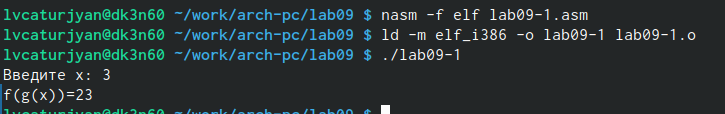 lvcaturjyan@dk3n60 ~/work/arch-pc/lab09 $ nasm -f elf lab09-1.asm
lvcaturjyan@dk3n60 ~/work/arch-pc/lab09 $ ld -m elf_i386 -o lab09-1 lab09-1.o
lvcaturjyan@dk3n60 ~/work/arch-pc/lab09 $ ./lab09-1
Введите x: 3
f(g(x))=23
lvcaturjyan@dk3n60 ~/work/arch-pc/lab09 $